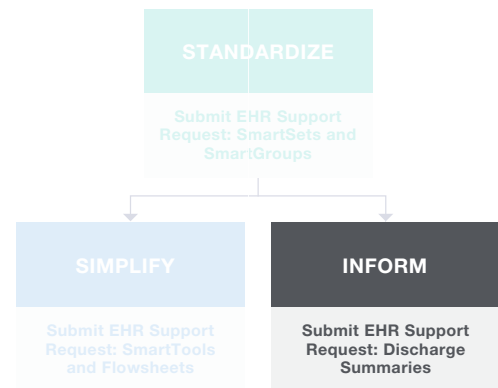 STANDARDIZE
Submit EHR Support
Request: SmartSets and
SmartGroups
SIMPLIFY
Submit EHR Support
Request: SmartTools
and Flowsheets
INFORM
Submit EHR Support
Request: Discharge
Summaries